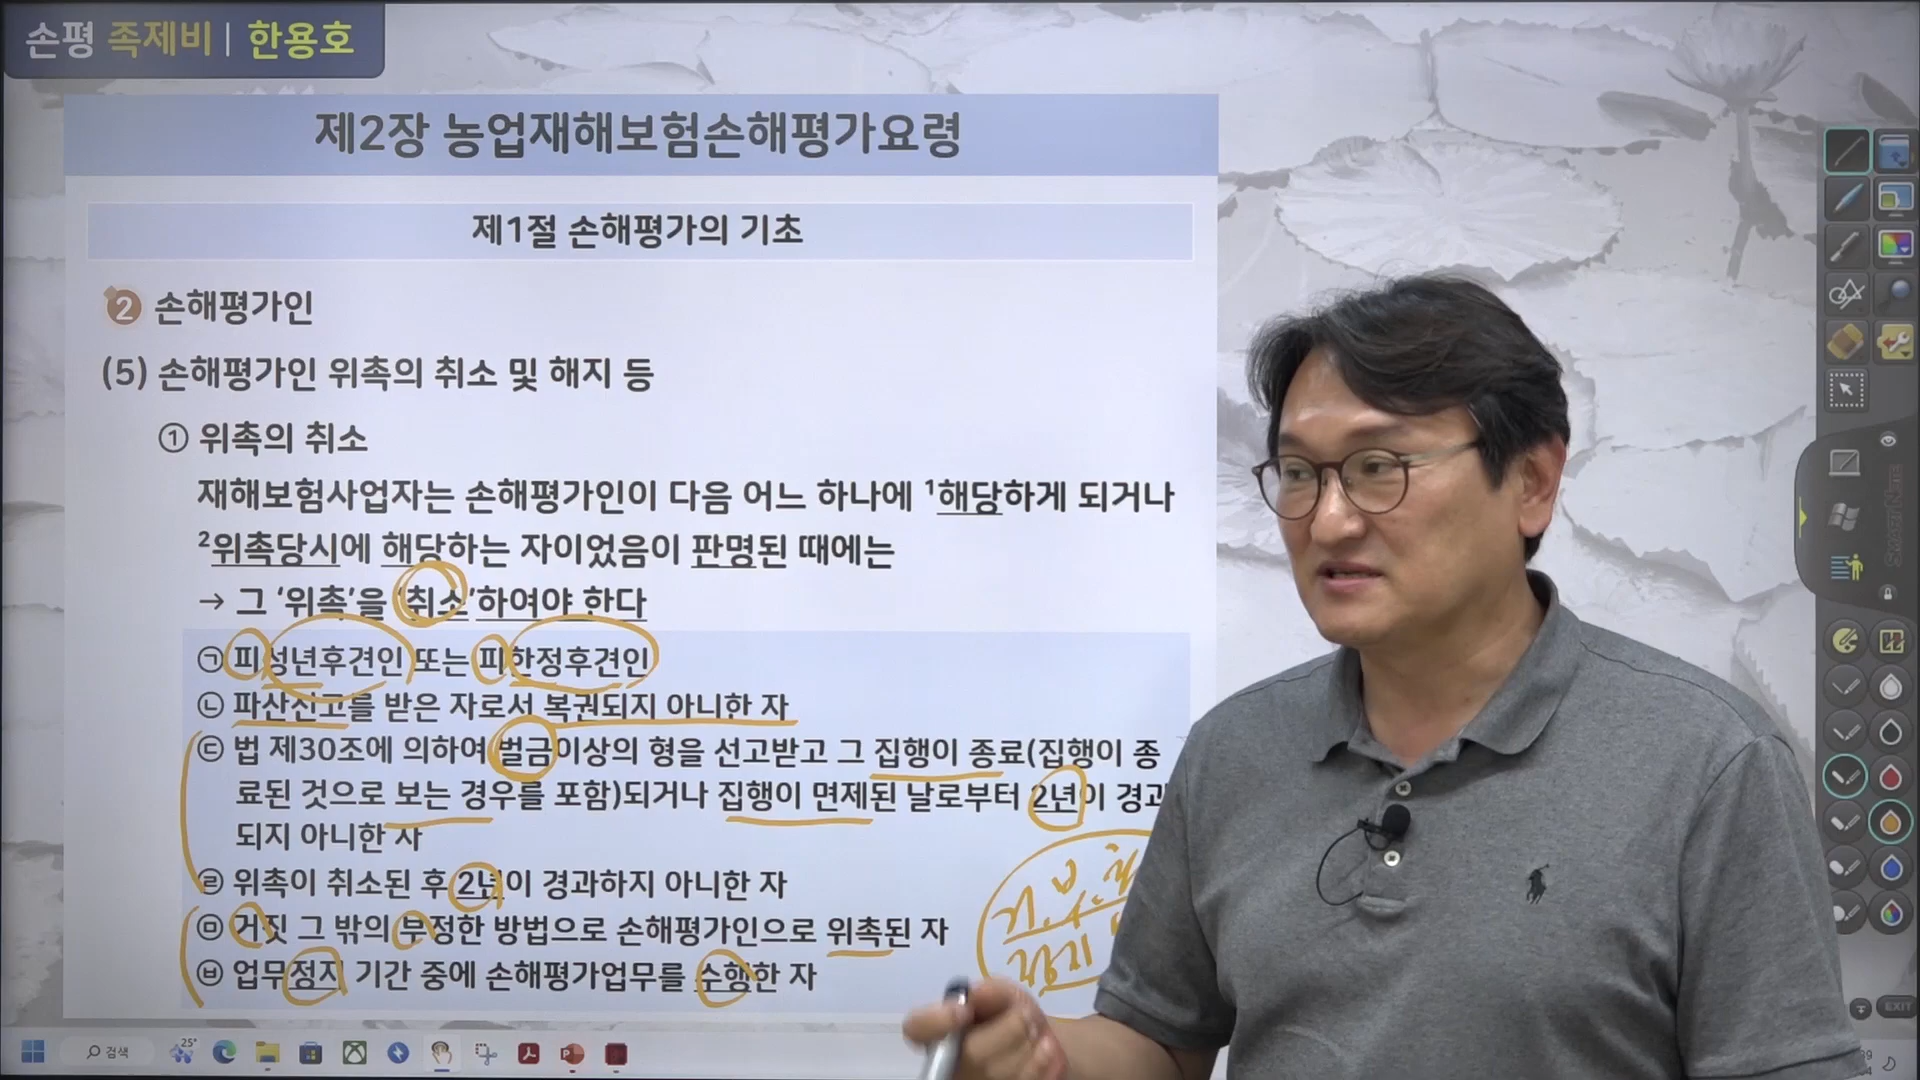 손평 족제비 | 한용호
제2장 농업재해보험손해평가요령
제1절 손해평가의 기초
2 손해평가인
(5) 손해평가인 위촉의 취소 및 해지 등
① 위촉의 취소
재해보험사업자는 손해평가인이 다음 어느 하나에 ¹해당하게 되거나
²위촉당시에 해당하는 자이었음이 판명된 때에는
→ 그 ‘위촉’을 ‘취소’하여야 한다
㉠ 피성년후견인 또는 피한정후견인
㉡ 파산선고를 받은 자로서 복권되지 아니한 자
㉢ 법 제30조에 의하여 벌금이상의 형을 선고받고 그 집행이 종료(집행이 종
료된 것으로 보는 경우를 포함)되거나 집행이 면제된 날로부터 2년이 경과
되지 아니한 자
㉣ 위촉이 취소된 후 2년이 경과하지 아니한 자
㉤ 거짓 그 밖의 부정한 방법으로 손해평가인으로 위촉된 자
㉥ 업무정지 기간 중에 손해평가업무를 수행한 자
거.부.
정지
검색
25°
EXIT